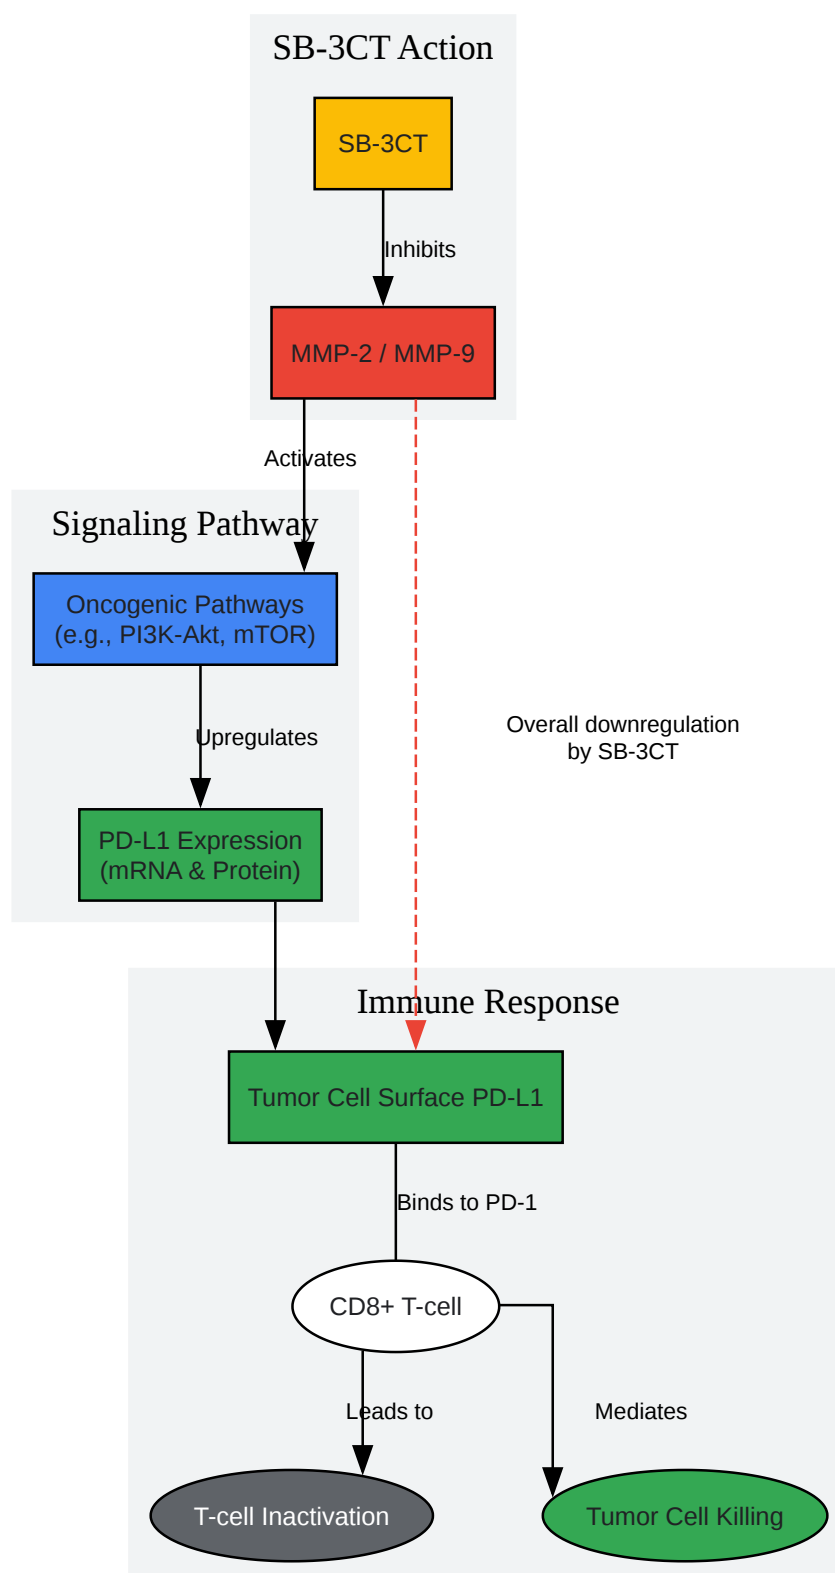 SB-3CT Action
SB-3CT
Inhibits
MMP-2 / MMP-9
Activates
Signaling Pathway
Oncogenic Pathways
(e.g., PI3K-Akt, mTOR)
Upregulates
Overall downregulation
by SB-3CT
PD-L1 Expression
(mRNA & Protein)
Immune Response
Tumor Cell Surface PD-L1
Binds to PD-1
CD8+ T-cell
Leads to
Mediates
T-cell Inactivation
Tumor Cell Killing